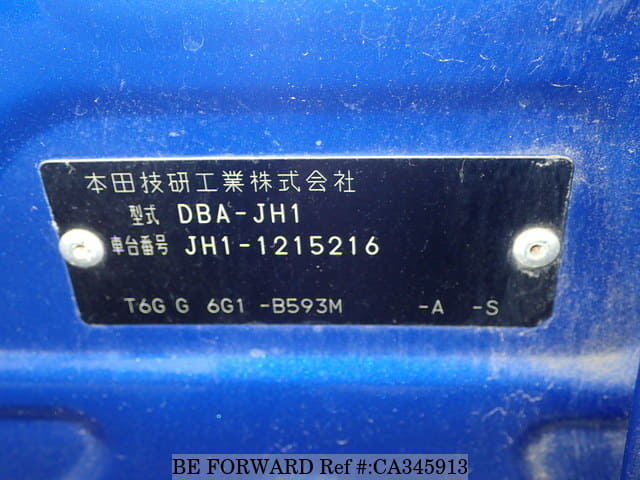 本田技研工業株式会社
型式 DBA-JH1
車台番号 JH1-1215216
T6G G 6G1 -B593M -A -S
BE FORWARD Ref #:CA345913